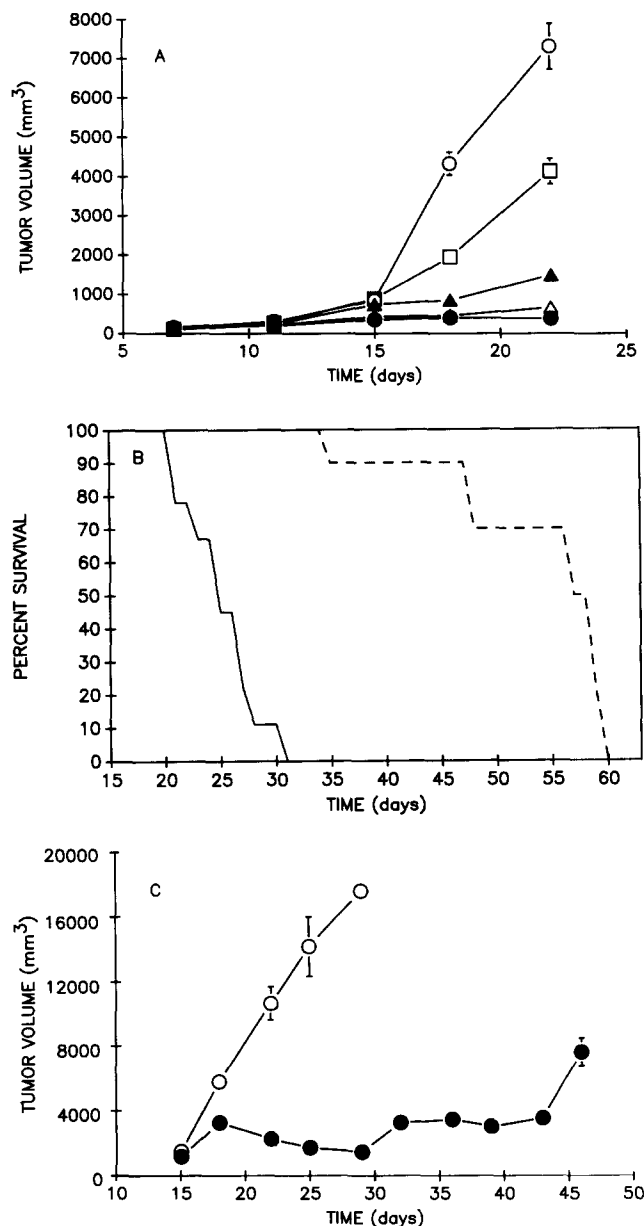 A
TUMOR VOLUME (mm³)
8000
7000
6000
5000
4000
3000
2000
1000
0
5 10 15 20 25
TIME (days)
B
PERCENT SURVIVAL
100
90
80
70
60
50
40
30
20
10
0
15 20 25 30 35 40 45 50 55 60
TIME (days)
C
TUMOR VOLUME (mm³)
20000
16000
12000
8000
4000
0
10 15 20 25 30 35 40 45 50
TIME (days)